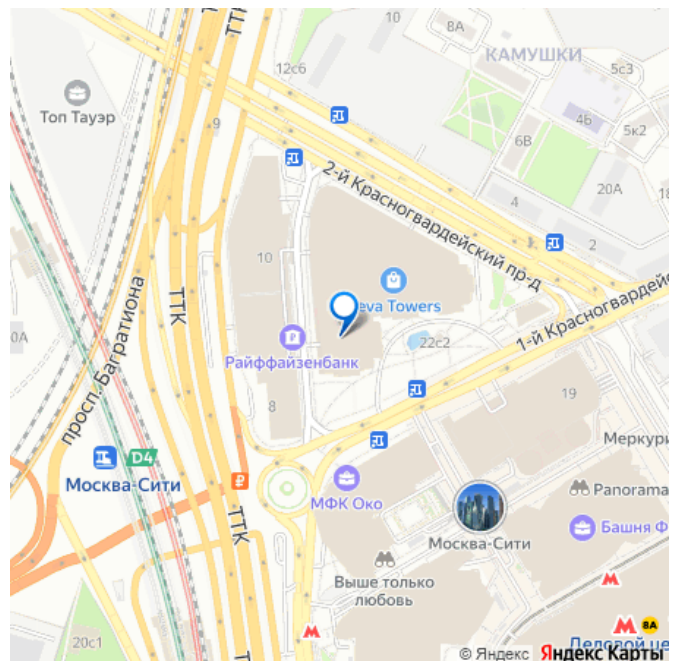 10
8А
ТТК
ТТК
КАМУШКИ
12с6
5с3
Топ Тауэр
9
4Б
6В
5к2
2-й Красногвардейский пр-д
20А
4
2
10
eva Towers
ТТК
просп. Багратиона
0А
22с2
1-й Красногвардейс
Райффайзенбанк
8
19
Меркури
D4
Москва-Сити
МФК Око
Panorama
ТТК
Москва-Сити
Башня Ф
Выше только
любовь
20с1
8А
Деловой це
© Яндекс Яндекс Карты